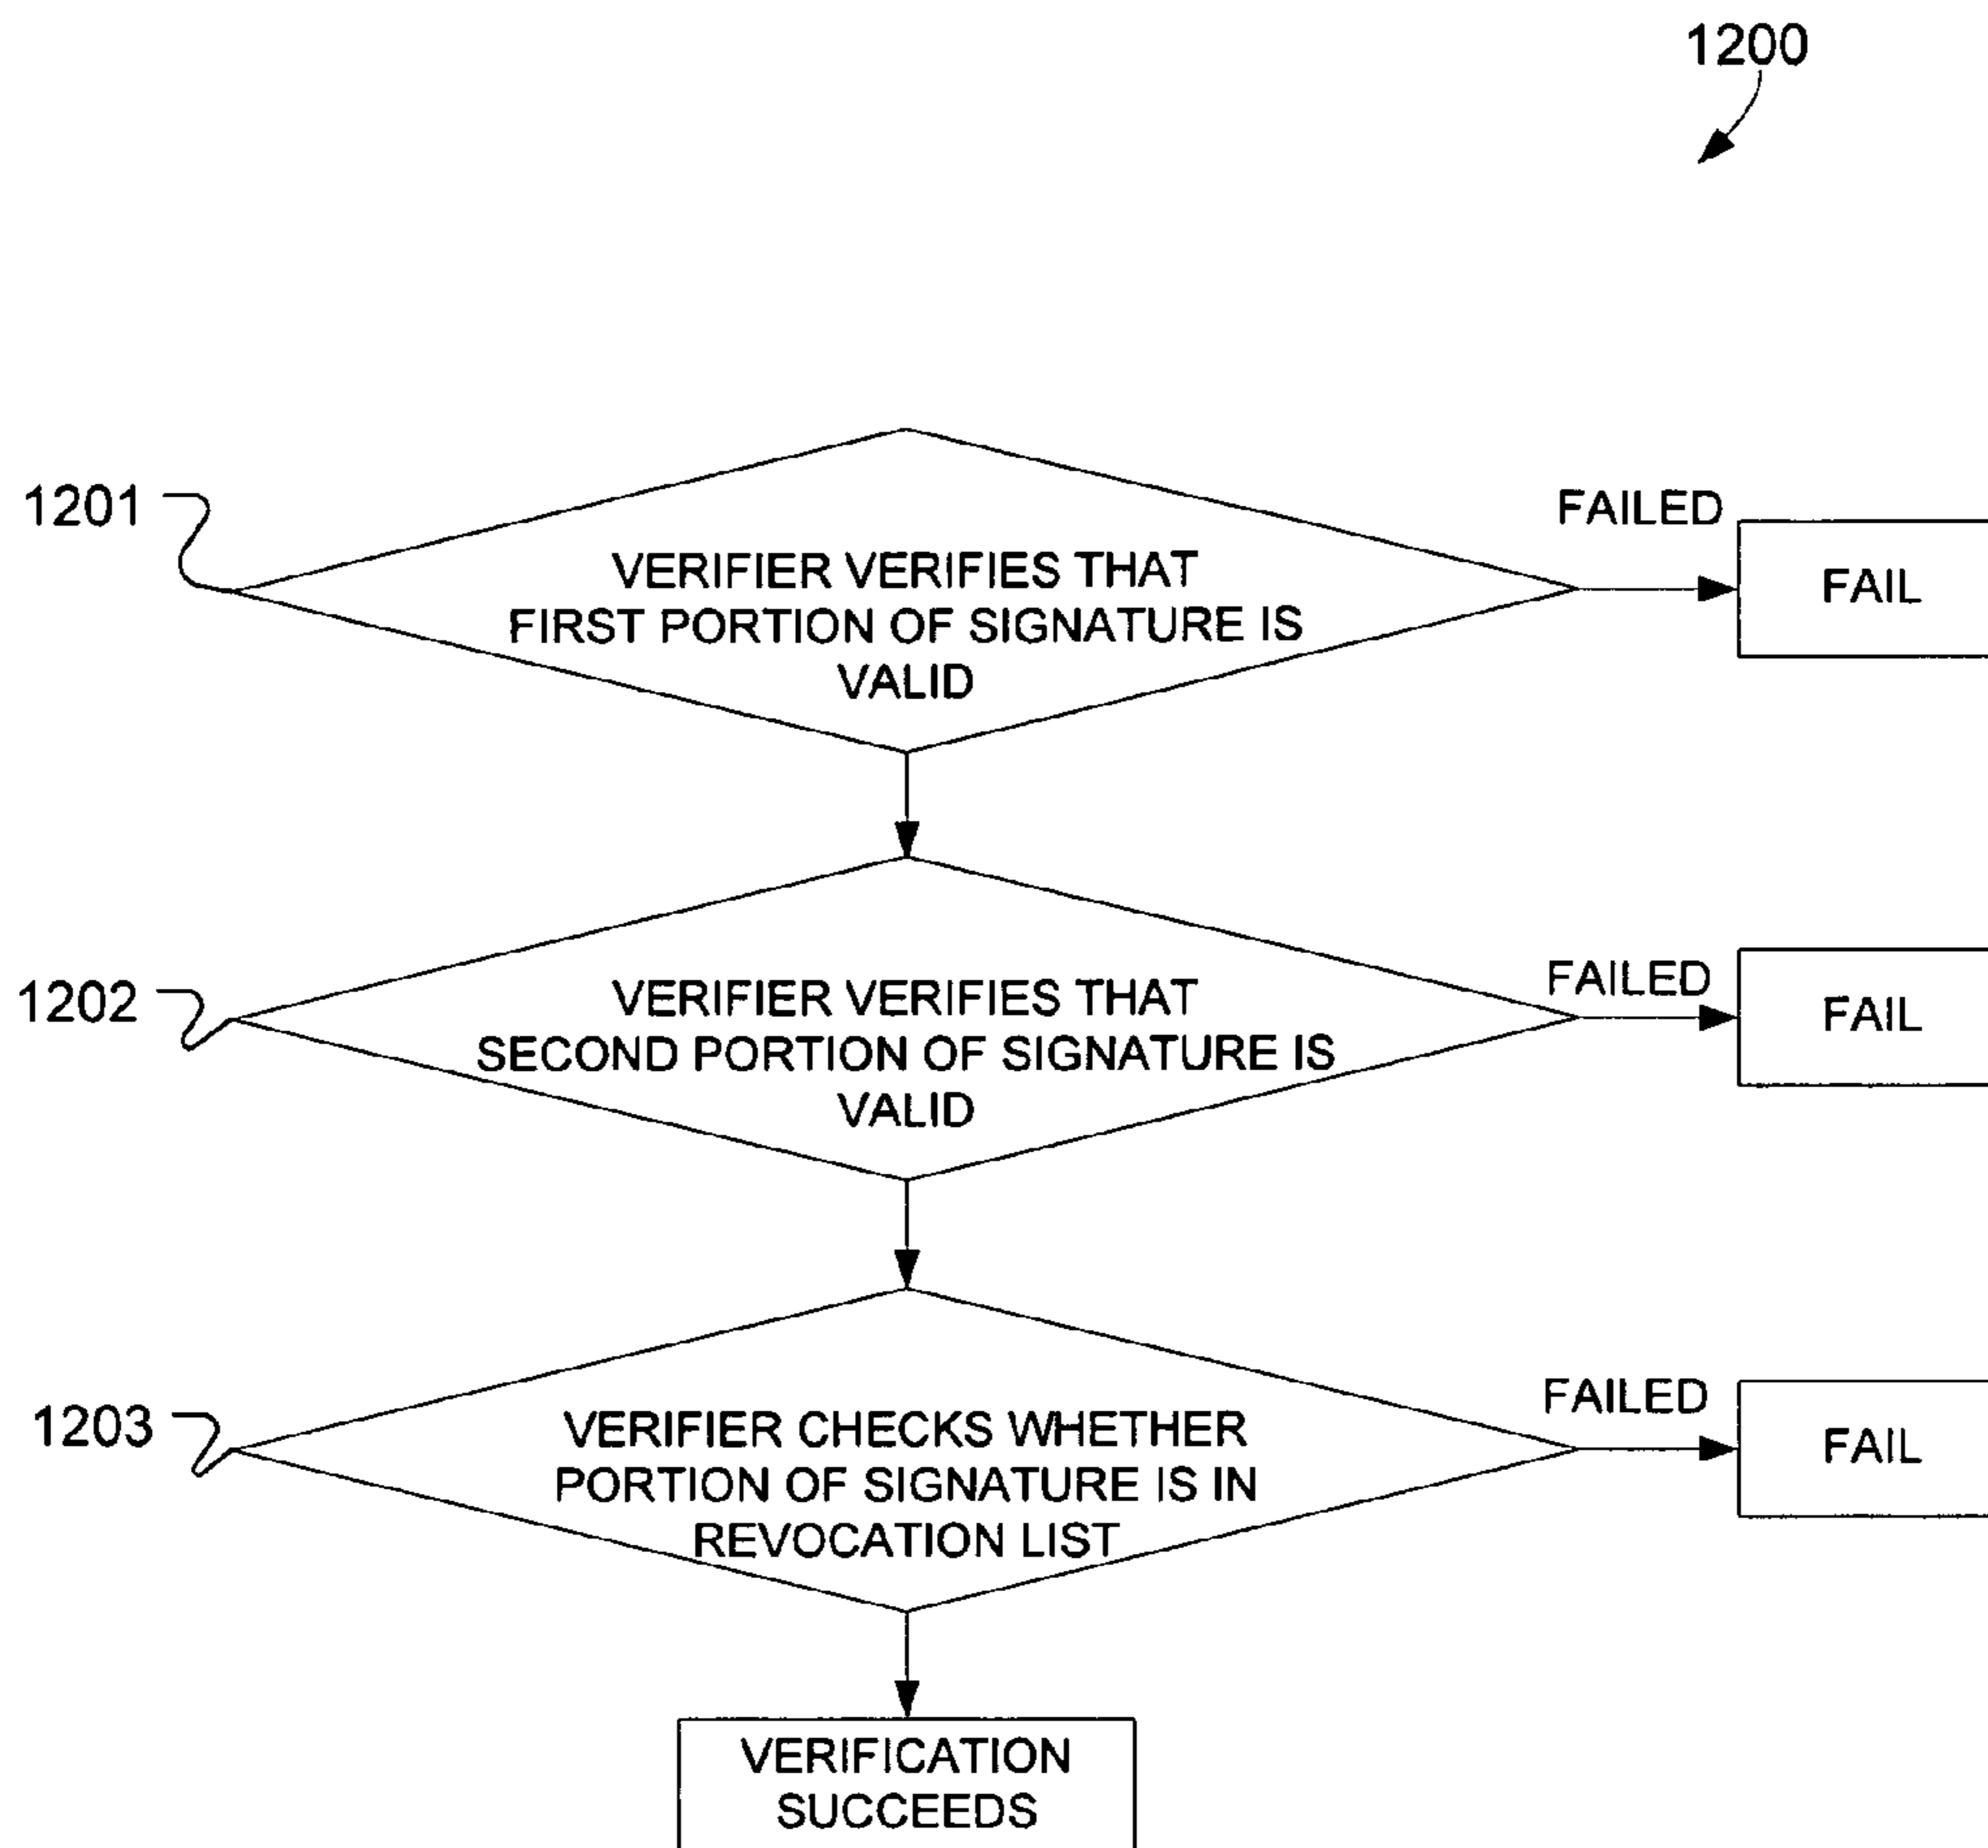 1200
1201
FAILED
VERIFIER VERIFIES THAT
FIRST PORTION OF SIGNATURE IS
VALID
FAIL
1202
FAILED
VERIFIER VERIFIES THAT
SECOND PORTION OF SIGNATURE IS
VALID
FAIL
1203
FAILED
VERIFIER CHECKS WHETHER
PORTION OF SIGNATURE IS IN
REVOCATION LIST
FAIL
VERIFICATION
SUCCEEDS